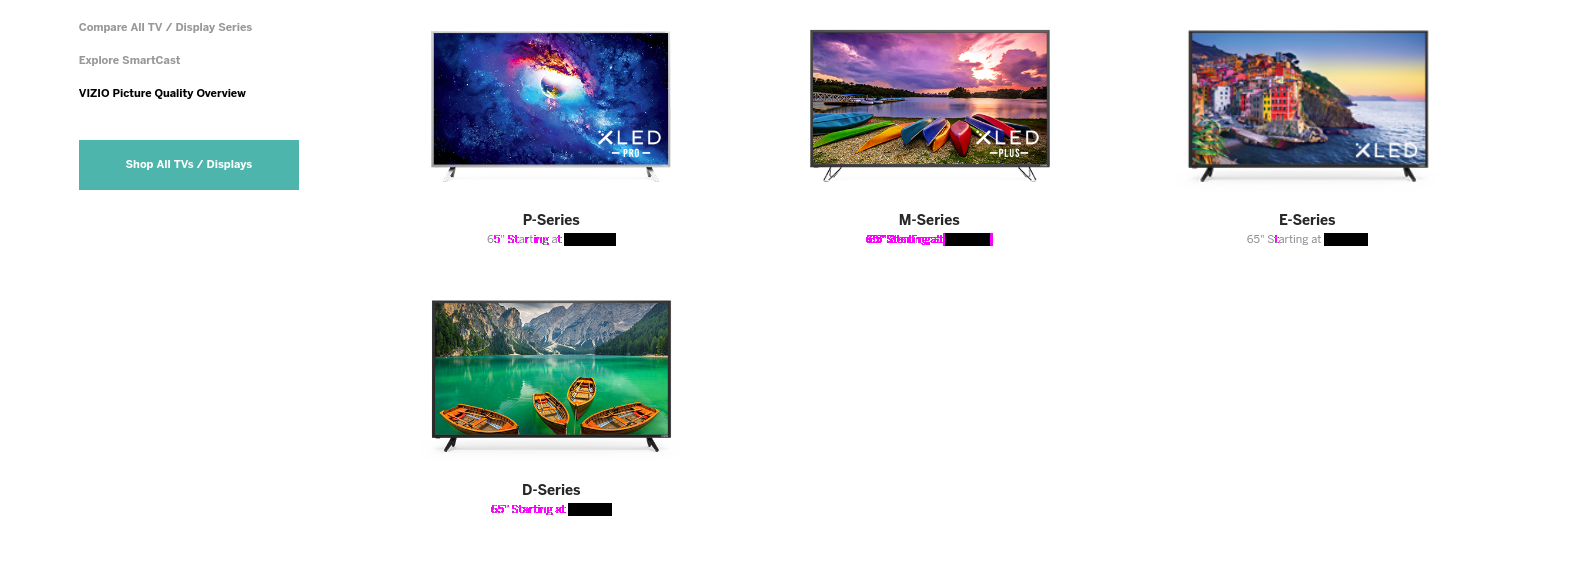 Compare All TV / Display Series
Explore SmartCast
VIZIO Picture Quality Overview
Shop All TVs / Displays
XLED
PRO
XLED
PLUS
XLED
P-Series
M-Series
E-Series
65" Starting at
65" Starting at
65" Starting at
D-Series
65" Starting at